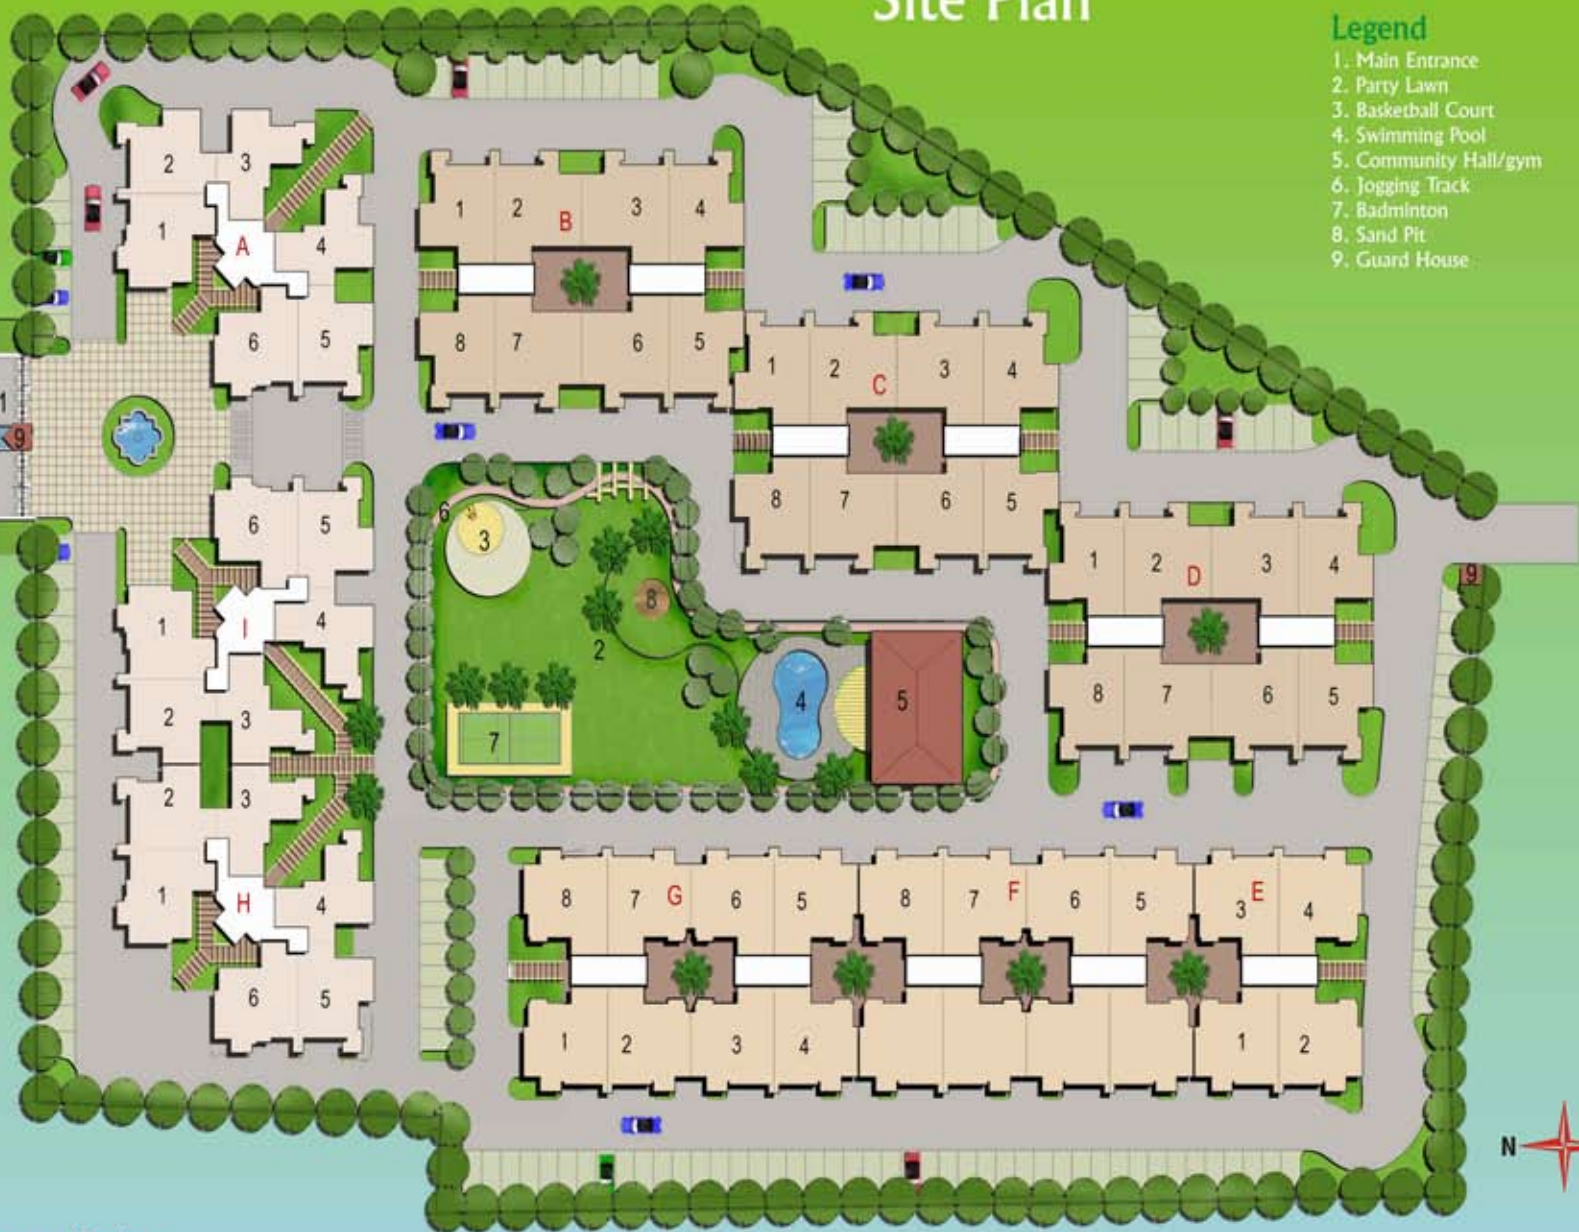 Site Plan
Legend
1. Main Entrance
2. Party Lawn
3. Basketball Court
4. Swimming Pool
5. Community Hall/gym
6. Jogging Track
7. Badminton
8. Sand Pit
9. Guard House
2 3
1 A 4
6 5
1 2 B 3 4
8 7 6 5
1 2 C 3 4
8 7 6 5
1 2 D 3 4
8 7 6 5
1
9
6 5
1 I 4
2 3
2 3
1 H 4
6 5
6
3
8
2
4
5
7
9
8 7 G 6 5 8 7 F 6 5 3 E 4
1 2 3 4 1 2
N